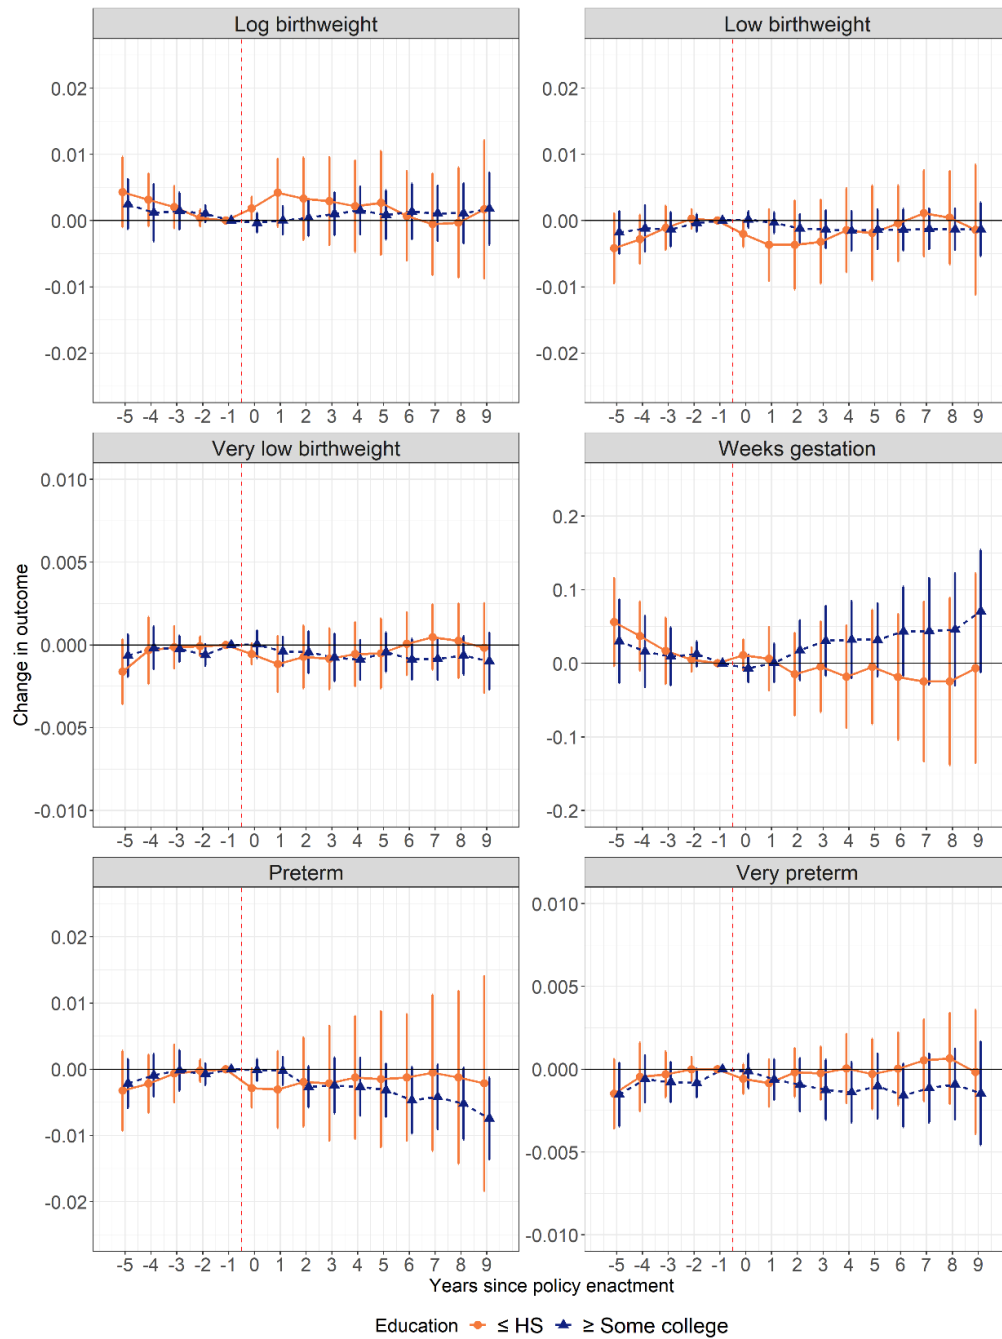 Log birthweight
Low birthweight
0.02
0.01
0.00
-0.01
-0.02
0.02
0.01
0.00
-0.01
-0.02
-5 -4 -3 -2 -1 0 1 2 3 4 5 6 7 8 9
-5 -4 -3 -2 -1 0 1 2 3 4 5 6 7 8 9
Very low birthweight
Weeks gestation
Change in outcome
0.010
0.005
0.000
-0.005
-0.010
0.2
0.1
0.0
-0.1
-0.2
-5 -4 -3 -2 -1 0 1 2 3 4 5 6 7 8 9
-5 -4 -3 -2 -1 0 1 2 3 4 5 6 7 8 9
Preterm
Very preterm
0.02
0.01
0.00
-0.01
-0.02
0.010
0.005
0.000
-0.005
-0.010
-5 -4 -3 -2 -1 0 1 2 3 4 5 6 7 8 9
-5 -4 -3 -2 -1 0 1 2 3 4 5 6 7 8 9
Years since policy enactment
Education ≤ HS ≥ Some college